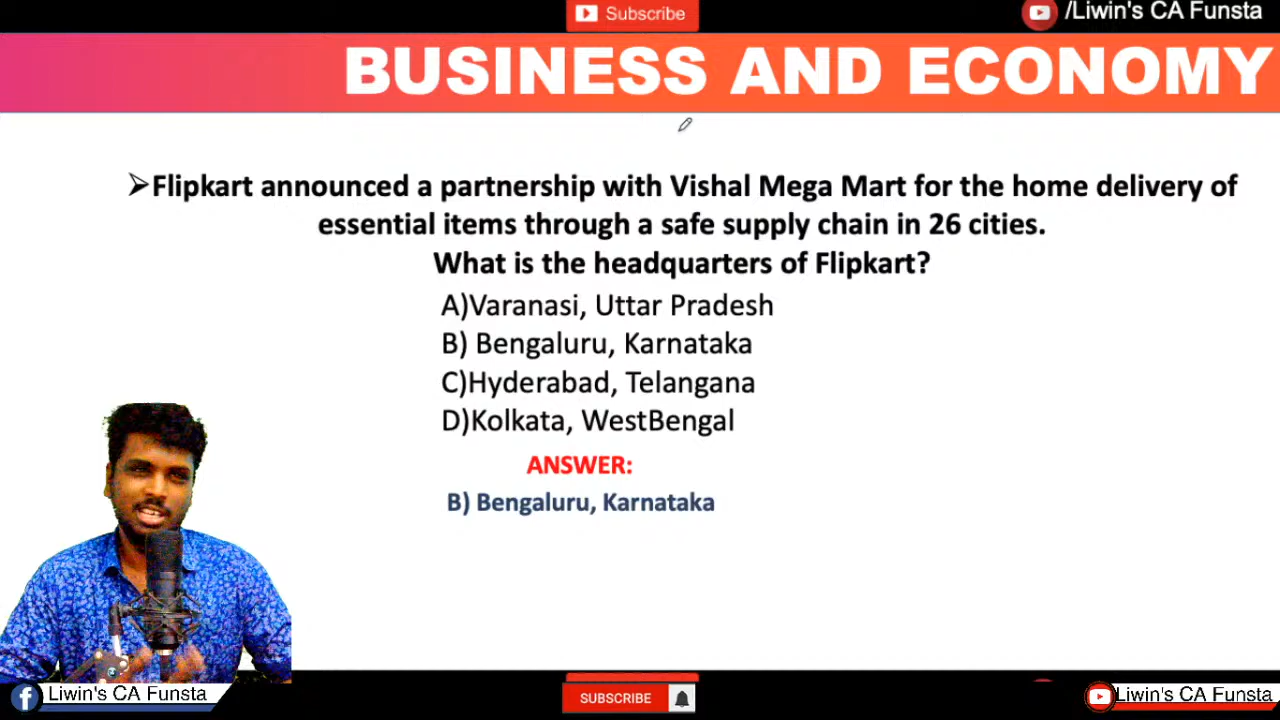 Subscribe
/Liwin's CA Funsta
BUSINESS AND ECONOMY
➢Flipkart announced a partnership with Vishal Mega Mart for the home delivery of
essential items through a safe supply chain in 26 cities.
What is the headquarters of Flipkart?
A)Varanasi, Uttar Pradesh
B) Bengaluru, Karnataka
C)Hyderabad, Telangana
D)Kolkata, WestBengal
ANSWER:
B) Bengaluru, Karnataka
Liwin's CA Funsta
SUBSCRIBE
Liwin's CA Funsta